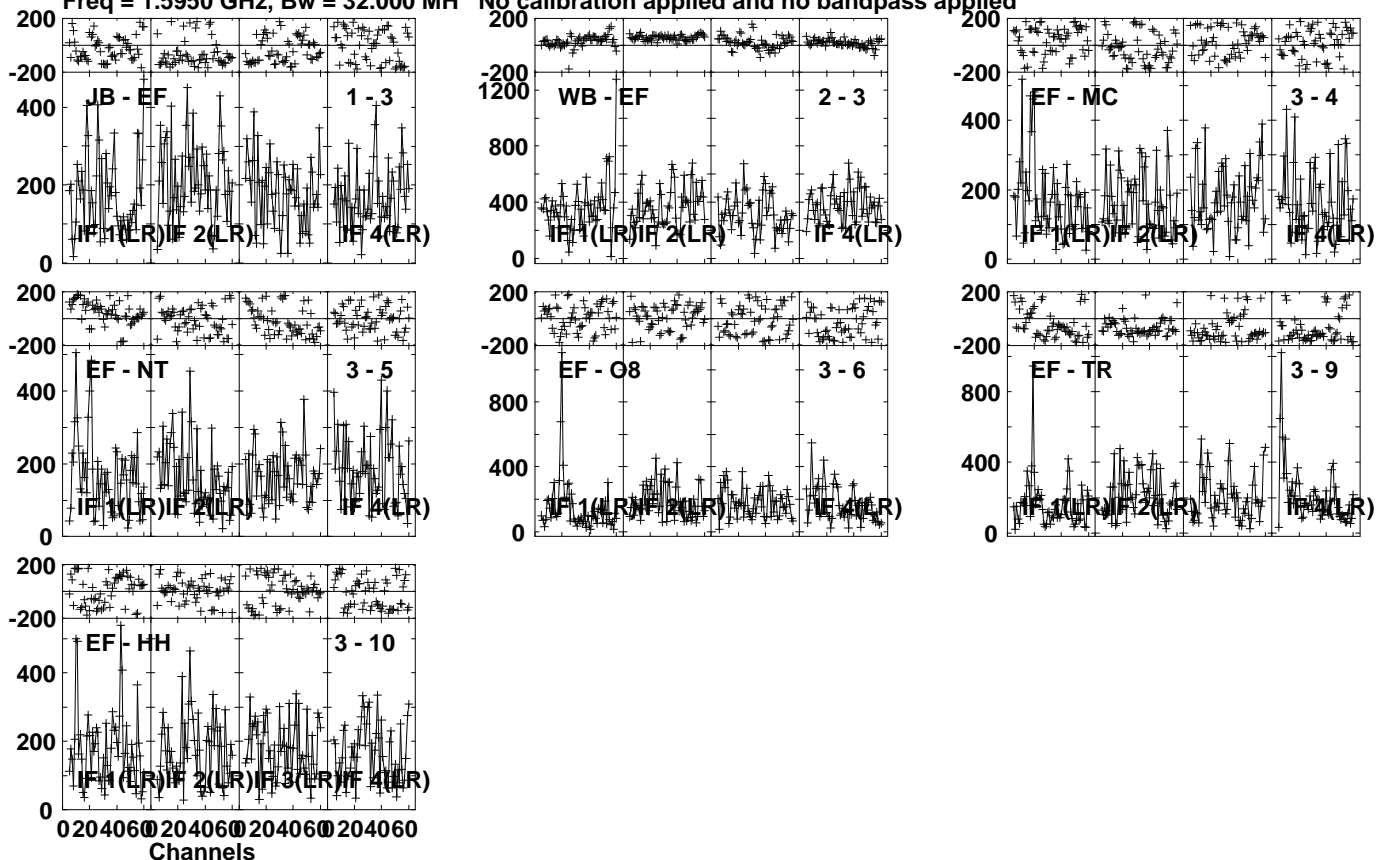 Freq = 1.5950 GHz, Bw = 32.000 MH No calibration applied and no bandpass applied
200 200 200
-200 -200 -200
JB - EF 1 - 3 WB - EF 2 - 3 EF - MC 3 - 4
400 1200 400
200 800 200
0 400 0
0
IF 1(LR) IF 2(LR) IF 4(LR) IF 1(LR) IF 2(LR) IF 4(LR) IF 1(LR) IF 2(LR) IF 4(LR)
200 200 200
-200 -200 -200
EF - NT 3 - 5 EF - O8 3 - 6 EF - TR 3 - 9
400 800 800
200 400 400
0 0 0
IF 1(LR) IF 2(LR) IF 4(LR) IF 1(LR) IF 2(LR) IF 4(LR) IF 1(LR) IF 2(LR) IF 4(LR)
200
-200
EF - HH 3 - 10
400
200
IF 1(LR) IF 2(LR) IF 3(LR) IF 4(LR)
0
0 20 40 60 0 20 40 60 0 20 40 60 0 20 40 60
Channels